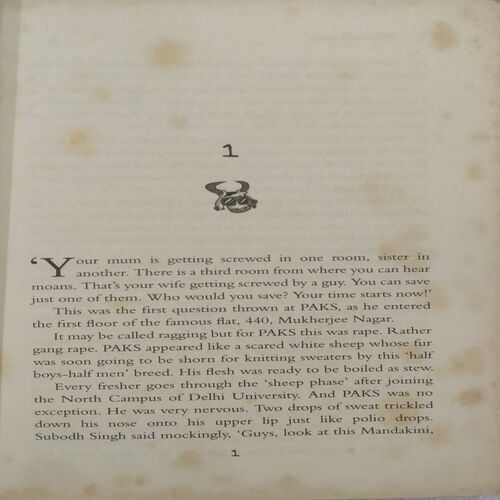 1
‘Your mum is getting screwed in one room, sister in
another. There is a third room from where you can hear
moans. That's your wife getting screwed by a guy. You can save
just one of them. Who would you save? Your time starts now!’
This was the first question thrown at PAKS, as he entered
the first floor of the famous flat, 440, Mukherjee Nagar.
It may be called ragging but for PAKS this was rape. Rather
gang rape. PAKS appeared like a scared white sheep whose fur
was soon going to be shorn for knitting sweaters by this ‘half
boys–half men’ breed. His flesh was ready to be boiled as stew.
Every fresher goes through the ‘sheep phase’ after joining
the North Campus of Delhi University. And PAKS was no
exception. He was very nervous. Two drops of sweat trickled
down his nose onto his upper lip just like polio drops.
Subodh Singh said mockingly, ‘Guys, look at this Mandakini,
1